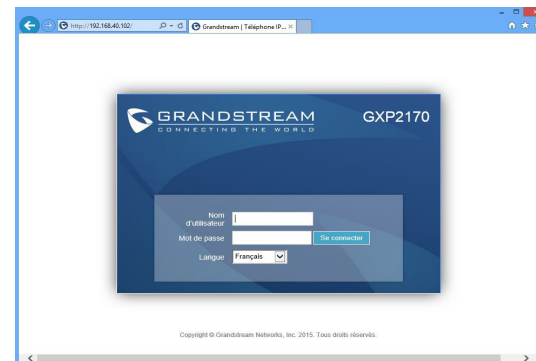 http://192.168.40.102/
Grandstream | Téléphone IP...
GRANDSTREAM
CONNECTING THE WORLD
GXP2170
Nom
d'utilisateur
Mot de passe
Se connecter
Langue
Français
Copyright © Grandstream Networks, Inc. 2015. Tous droits réservés.